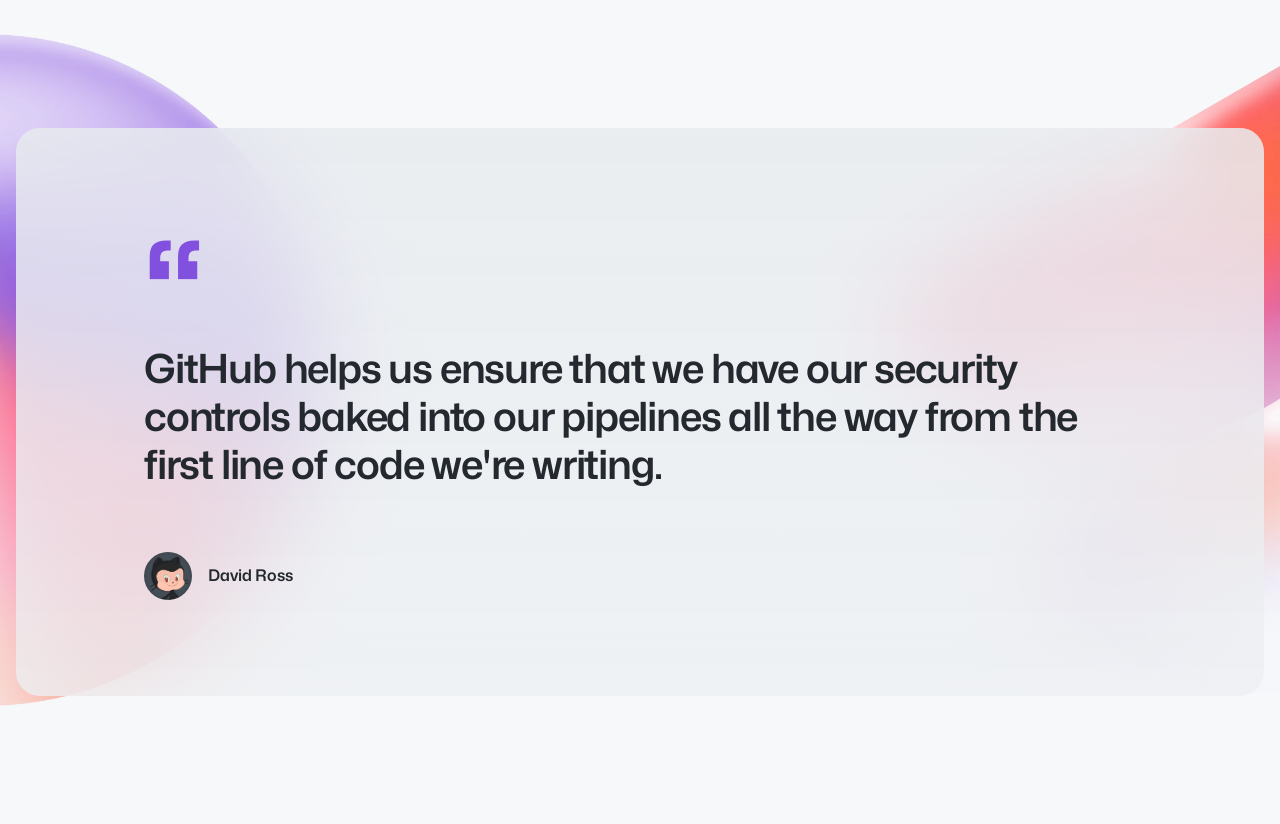 “
GitHub helps us ensure that we have our security
controls baked into our pipelines all the way from the
first line of code we're writing.
David Ross